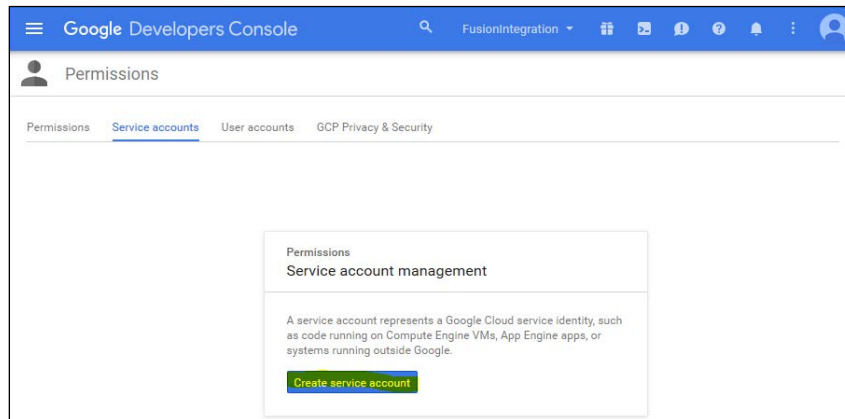 Google Developers Console
FusionIntegration
Permissions
Permissions
Service accounts
User accounts
GCP Privacy & Security
Permissions
Service account management
A service account represents a Google Cloud service identity, such
as code running on Compute Engine VMs, App Engine apps, or
systems running outside Google.
Create service account